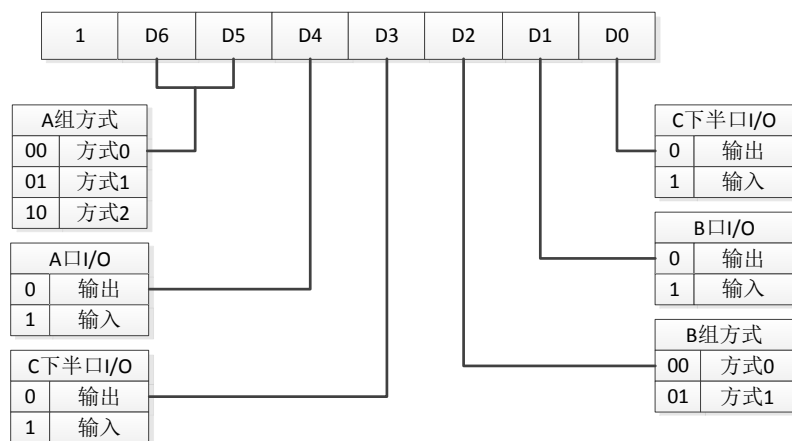 1 D6 D5 D4 D3 D2 D1 D0
A组方式
00 方式0
01 方式1
10 方式2
A口I/O
0 输出
1 输入
C下半口I/O
0 输出
1 输入
C下半口I/O
0 输出
1 输入
B口I/O
0 输出
1 输入
B组方式
00 方式0
01 方式1